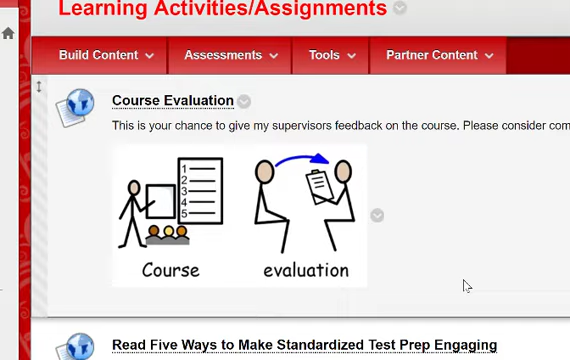 Learning Activities/Assignments
Build Content Assessments Tools Partner Content
Course Evaluation
This is your chance to give my supervisors feedback on the course. Please consider com
1
2
3
4
5
Course evaluation
Read Five Ways to Make Standardized Test Prep Engaging